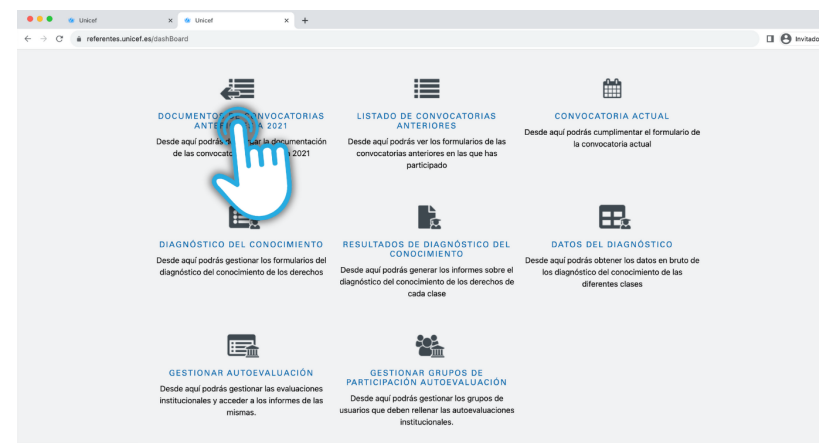 Unicef
Unicef
referentes.unicef.es/dashBoard
Invitado
DOCUMENTOS DE CONVOCATORIAS
A 2021
Desde aquí podrás la documentación
de las 2021
LISTADO DE CONVOCATORIAS
ANTERIORES
Desde aquí podrás ver los formularios de las
convocatorias anteriores en las que has
participado
CONVOCATORIA ACTUAL
Desde aquí podrás cumplimentar el formulario de
la convocatoria actual
DIAGNÓSTICO DEL CONOCIMIENTO
Desde aquí podrás gestionar los formularios del
diagnóstico del conocimiento de los derechos
RESULTADOS DE DIAGNÓSTICO DEL
CONOCIMIENTO
Desde aquí podrás generar los informes sobre el
diagnóstico del conocimiento de los derechos de
cada clase
DATOS DEL DIAGNÓSTICO
Desde aquí podrás obtener los datos en bruto de
los diagnóstico del conocimiento de las
diferentes clases
GESTIONAR AUTOEVALUACIÓN
Desde aquí podrás gestionar las evaluaciones
institucionales y acceder a los informes de las
mismas.
GESTIONAR GRUPOS DE
PARTICIPACIÓN AUTOEVALUACIÓN
Desde aquí podrás gestionar los grupos de
usuarios que deben rellenar las autoevaluaciones
institucionales.